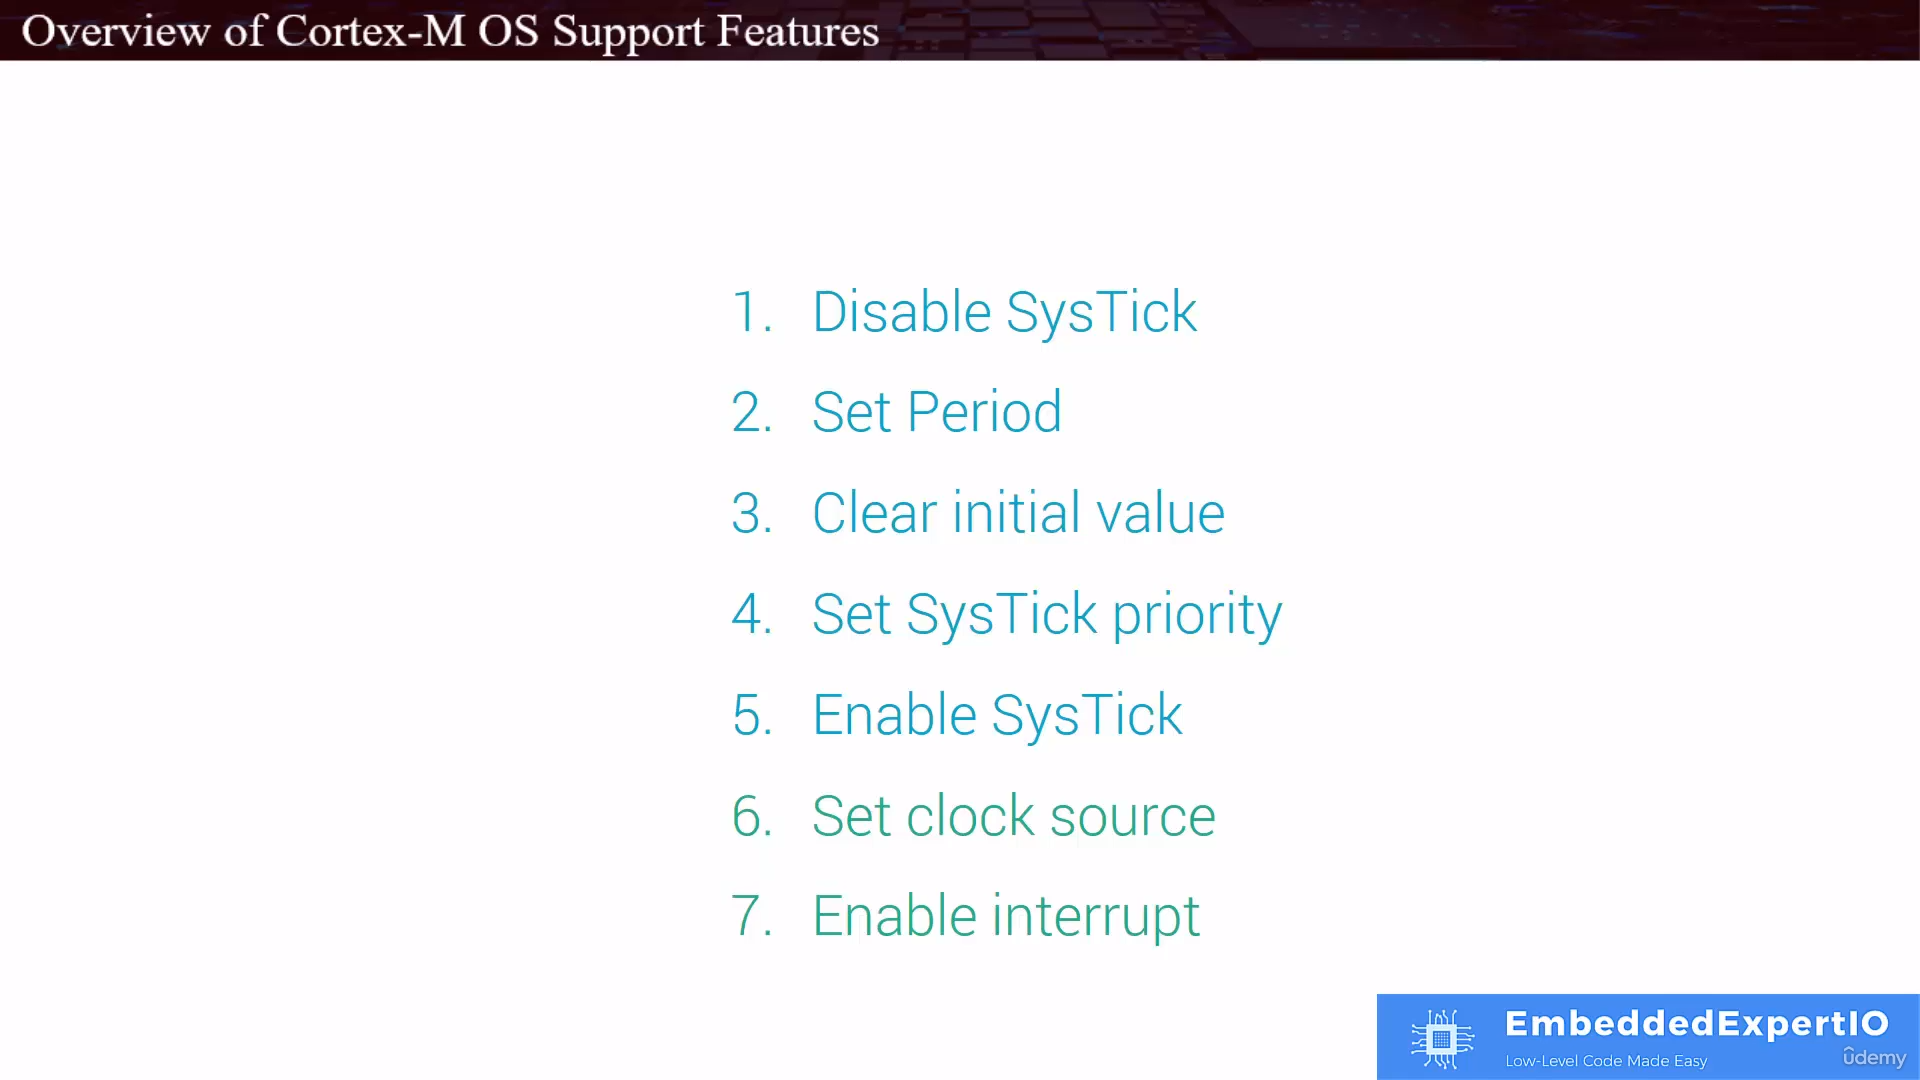 Overview of Cortex-M OS Support Features
1. Disable SysTick
2. Set Period
3. Clear initial value
4. Set SysTick priority
5. Enable SysTick
6. Set clock source
7. Enable interrupt
EmbeddedExpertIO
Low-Level Code Made Easy
ûdemy